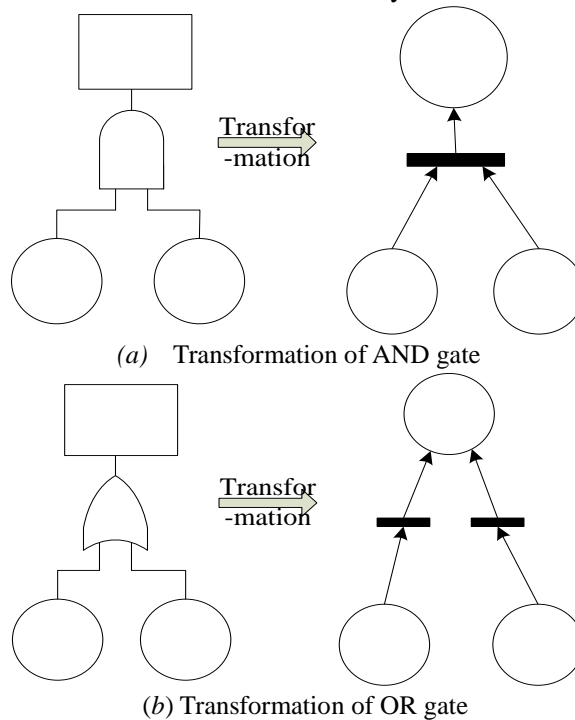 Transfor
-mation
(a) Transformation of AND gate
Transfor
-mation
(b) Transformation of OR gate